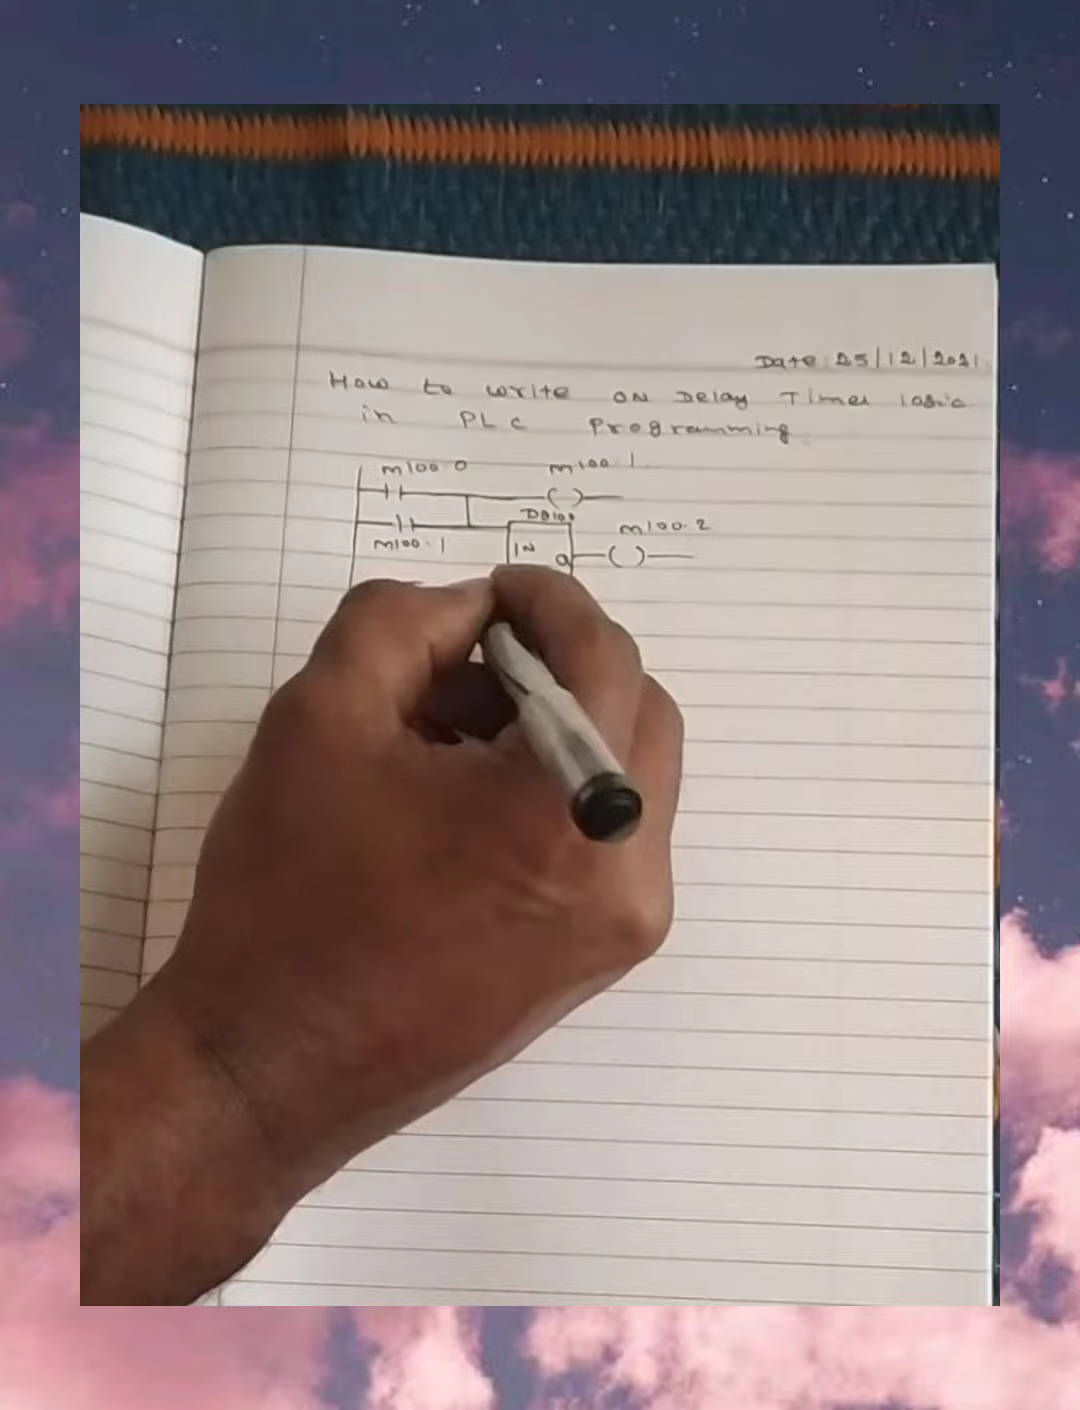 Date 25/12/2021
How to write ON Delay Timer logic
in PLC Programming
M100.0 M100.1
DB100 M100.2
M100.1 IN Q